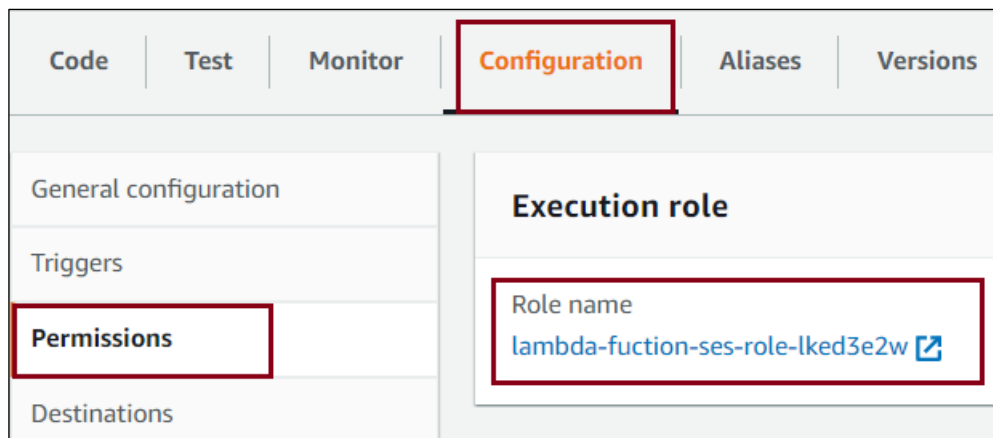 Code Test Monitor Configuration Aliases Versions
General configuration
Triggers
Permissions
Destinations
Execution role
Role name
lambda-fuction-ses-role-lked3e2w